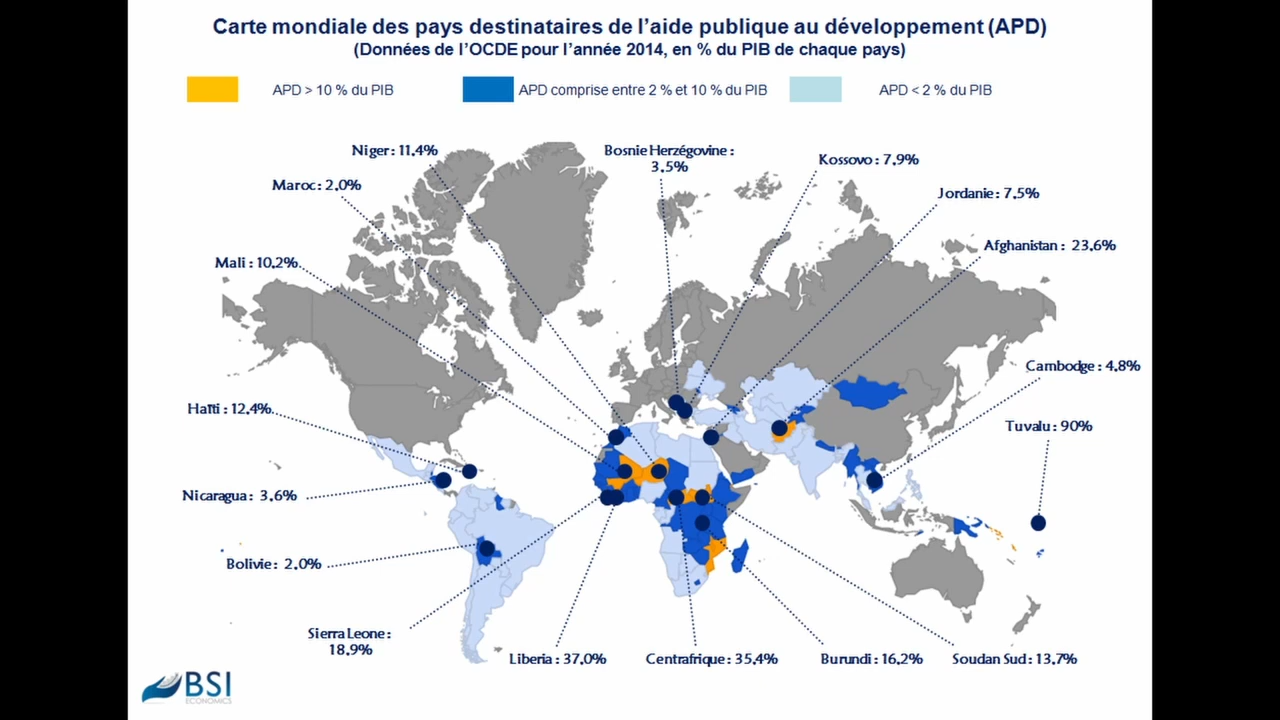 Carte mondiale des pays destinataires de l’aide publique au développement (APD)
(Données de l’OCDE pour l’année 2014, en % du PIB de chaque pays)
APD > 10 % du PIB
APD comprise entre 2 % et 10 % du PIB
APD < 2 % du PIB
Niger : 11,4%
Bosnie Herzégovine :
3,5%
Kossovo : 7,9%
Maroc : 2,0%
Jordanie : 7,5%
Mali : 10,2%
Afghanistan : 23,6%
Cambodge : 4,8%
Haïti : 12,4%
Tuvalu : 90%
Nicaragua : 3,6%
Bolivie : 2,0%
Sierra Leone :
18,9%
Liberia : 37,0%
Centrafrique : 35,4%
Burundi : 16,2%
Soudan Sud : 13,7%
BSI
ECONOMICS